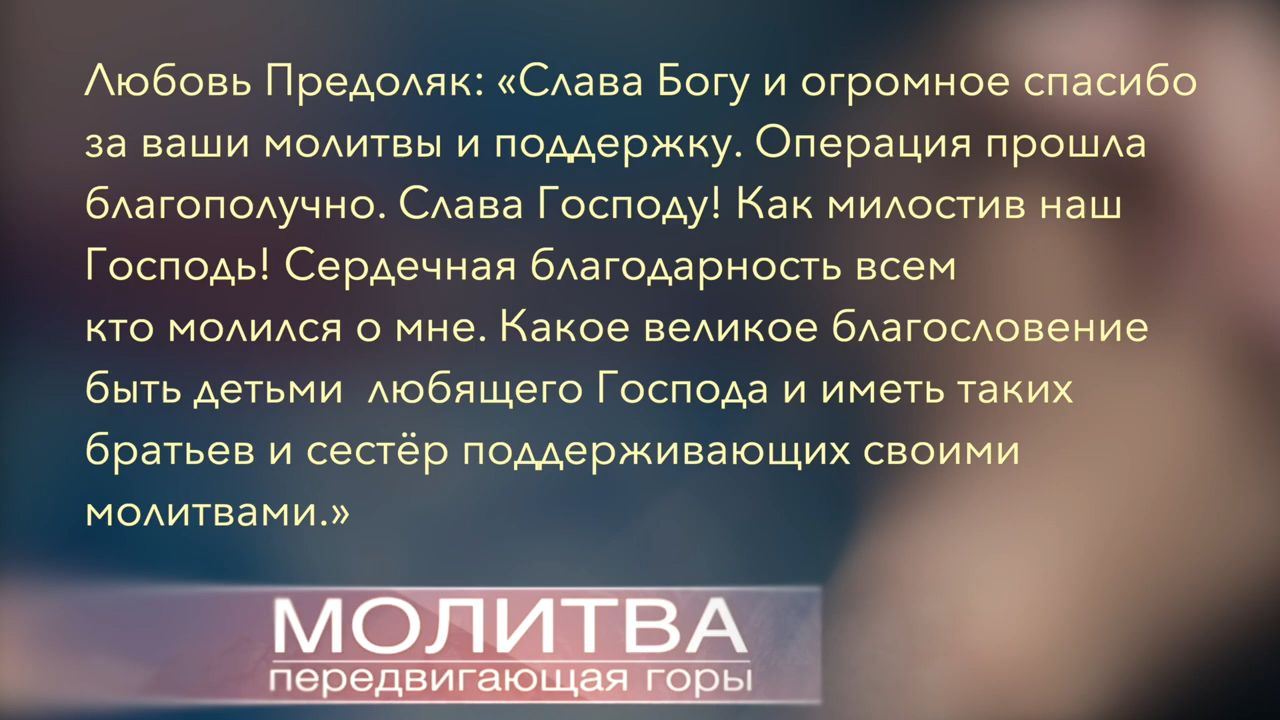 Любовь Предоляк: «Слава Богу и огромное спасибо
за ваши молитвы и поддержку. Операция прошла
благополучно. Слава Господу! Как милостив наш
Господь! Сердечная благодарность всем
кто молился о мне. Какое великое благословение
быть детьми  любящего Господа и иметь таких
братьев и сестёр поддерживающих своими
молитвами.»
МОЛИТВА
передвигающая горы